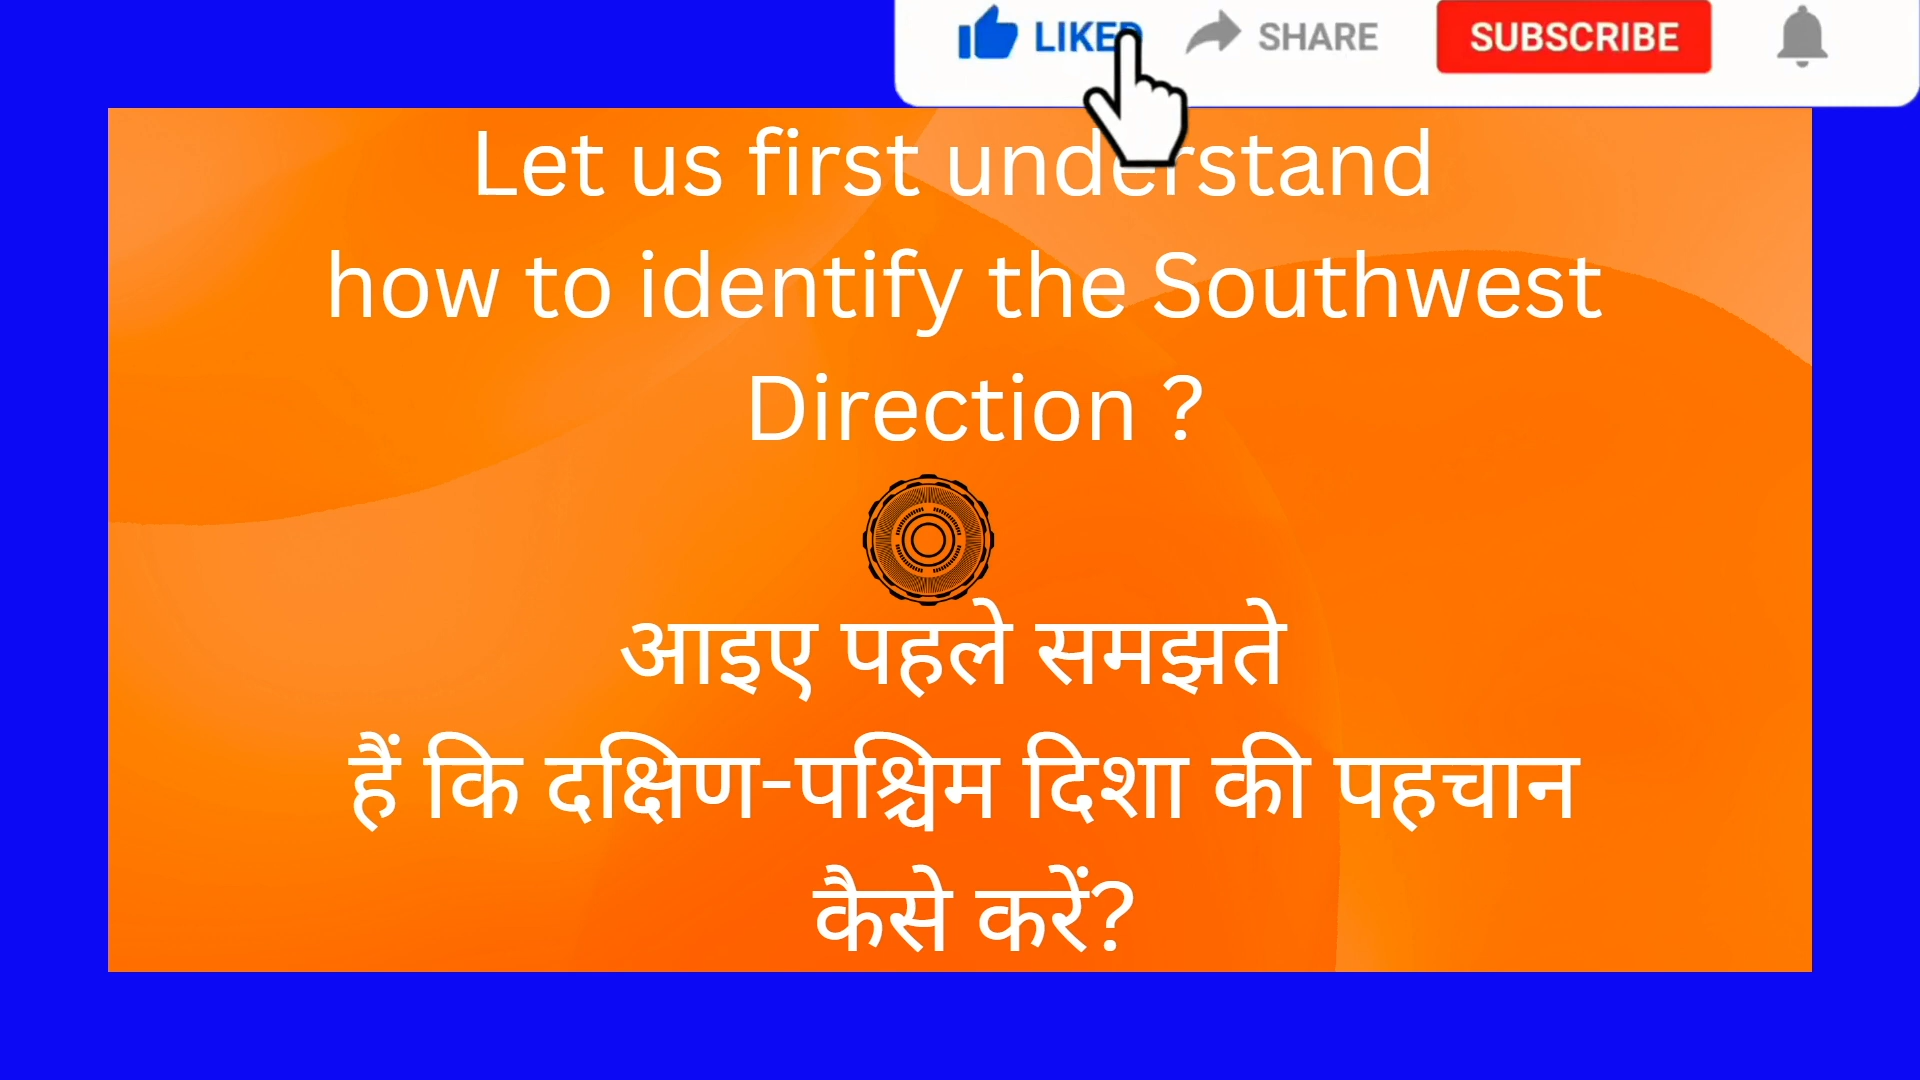 LIKED SHARE SUBSCRIBE
Let us first understand
how to identify the Southwest
Direction ?
आइए पहले समझते
हैं कि दक्षिण-पश्चिम दिशा की पहचान
कैसे करें?